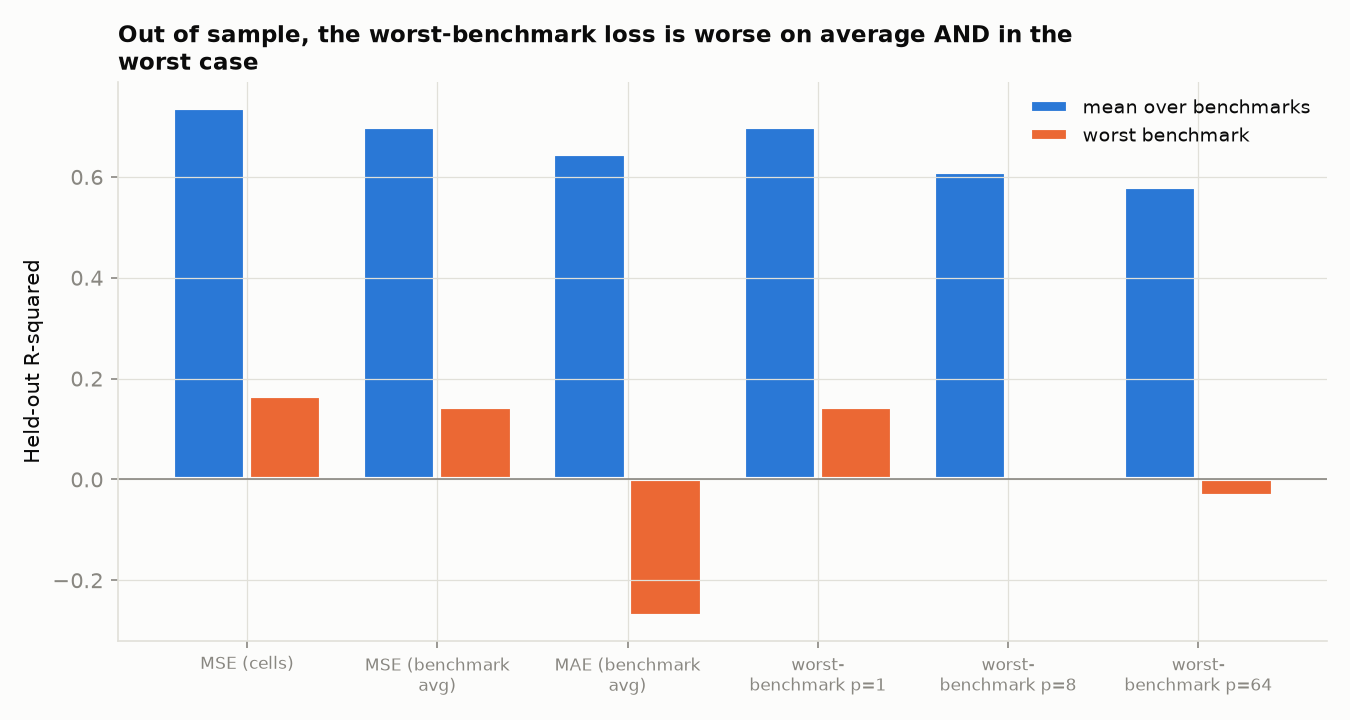 Out of sample, the worst-benchmark loss is worse on average AND in the
worst case
mean over benchmarks
worst benchmark
Held-out R-squared
0.6
0.4
0.2
0.0
−0.2
MSE (cells)
MSE (benchmark
avg)
MAE (benchmark
avg)
worst-
benchmark p=1
worst-
benchmark p=8
worst-
benchmark p=64